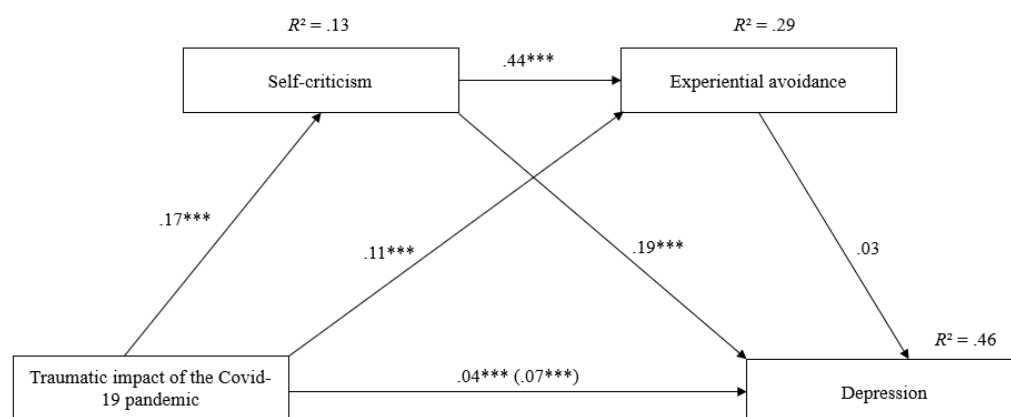 R² = .13
R² = .29
.44***
Self-criticism
Experiential avoidance
.17***
.11***
.19***
.03
R² = .46
Traumatic impact of the Covid-
19 pandemic
.04*** (.07***)
Depression